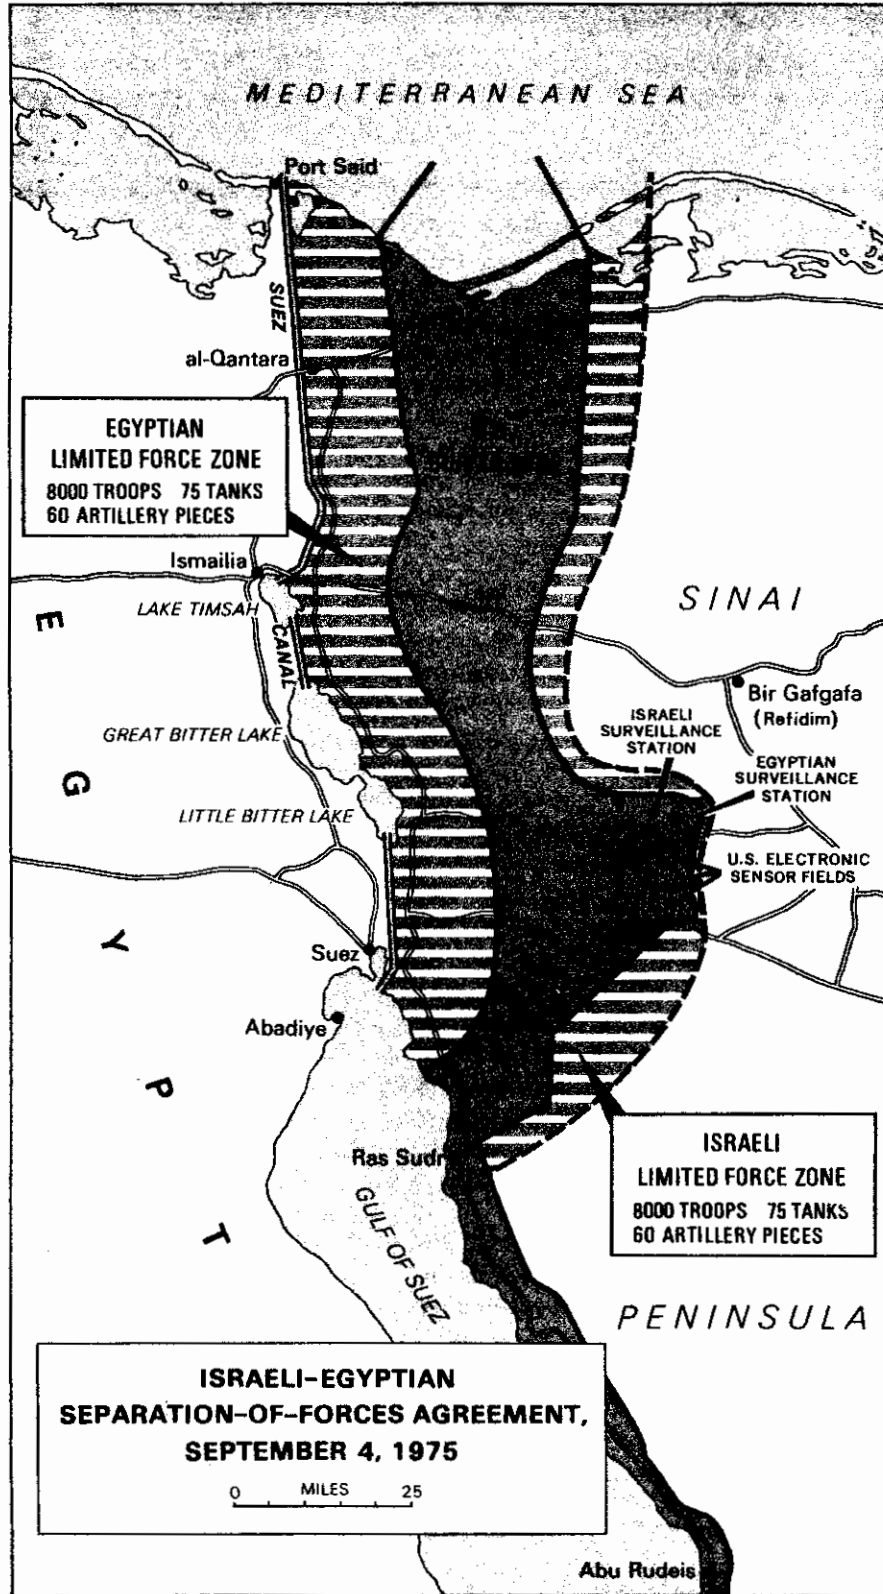 MEDITERRANEAN SEA
Port Said
SUEZ
al-Qantara
EGYPTIAN
LIMITED FORCE ZONE
8000 TROOPS 75 TANKS
60 ARTILLERY PIECES
Ismailia
LAKE TIMSAH
CANAL
SINAI
Bir Gafgafa
(Refidim)
ISRAELI
SURVEILLANCE
STATION
GREAT BITTER LAKE
EGYPTIAN
SURVEILLANCE
STATION
LITTLE BITTER LAKE
U.S. ELECTRONIC
SENSOR FIELDS
EGYPT
Suez
Abadiye
Ras Sudr
ISRAELI
LIMITED FORCE ZONE
8000 TROOPS 75 TANKS
60 ARTILLERY PIECES
GULF OF SUEZ
PENINSULA
ISRAELI-EGYPTIAN
SEPARATION-OF-FORCES AGREEMENT,
SEPTEMBER 4, 1975
0 MILES 25
Abu Rudeis